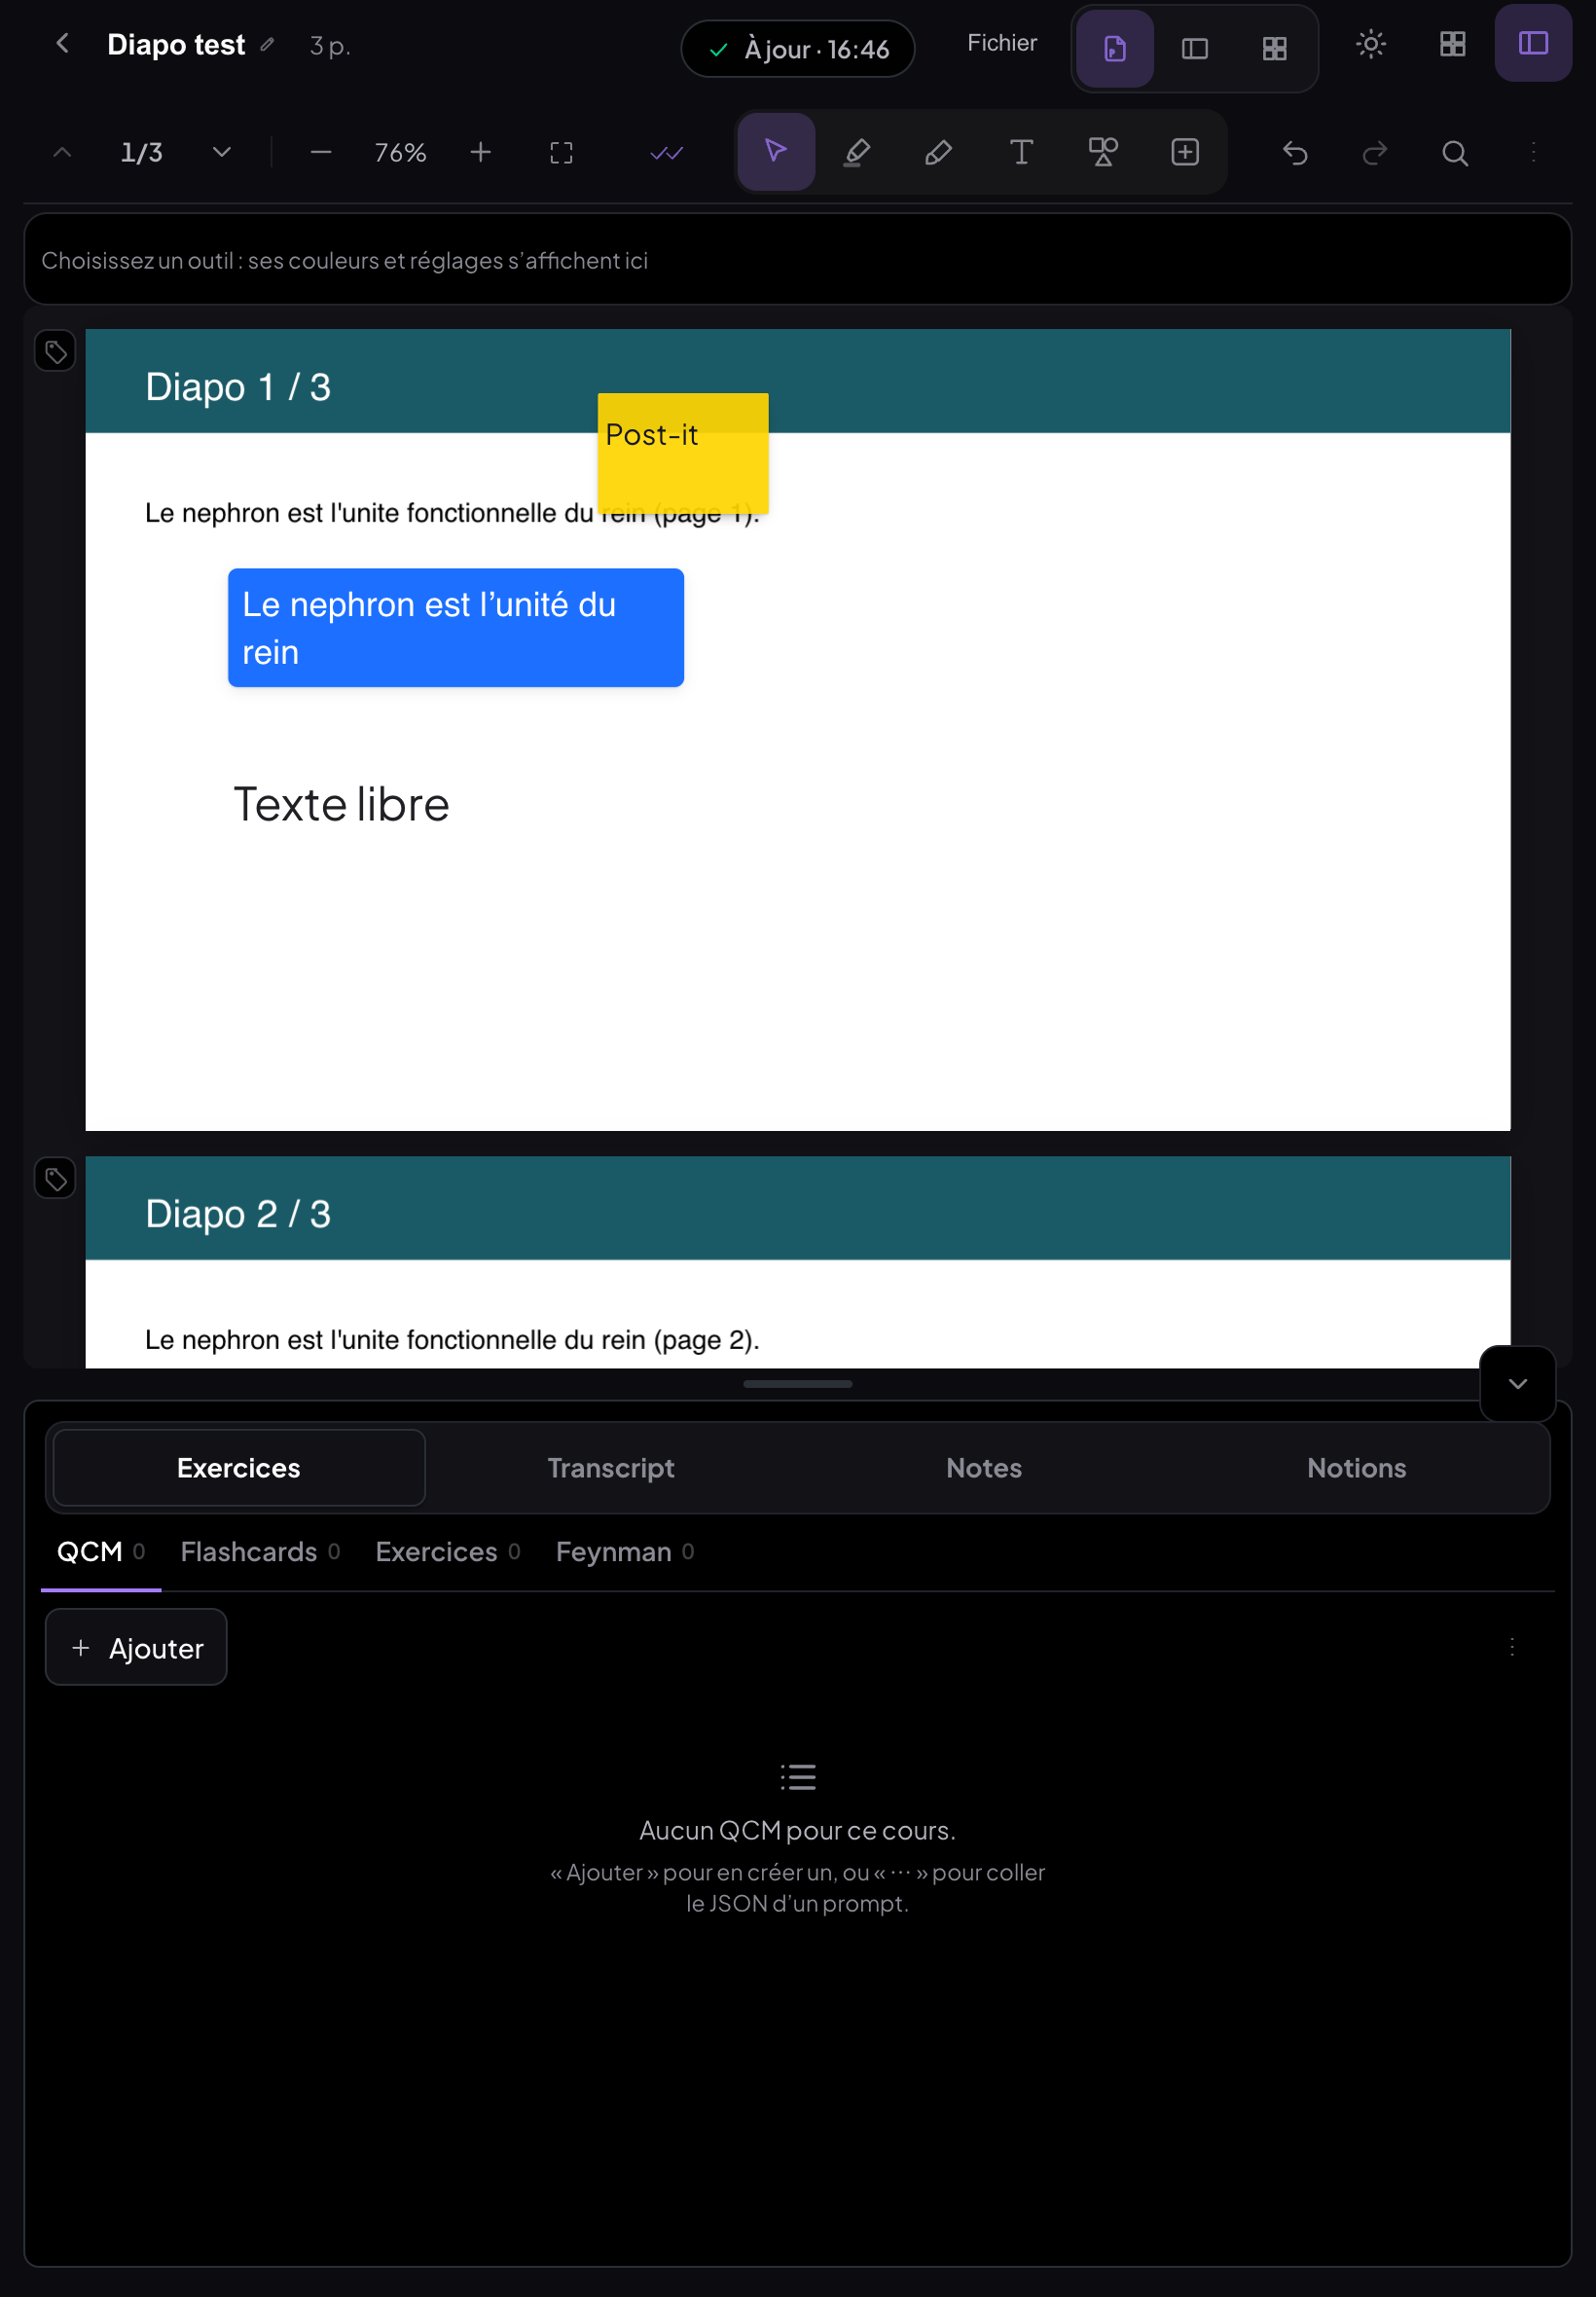 Diapo test 3 p. À jour · 16:46 Fichier
1/3 76%
Choisissez un outil : ses couleurs et réglages s’affichent ici
Diapo 1 / 3
Post-it
Le nephron est l'unite fonctionnelle du rein (page 1).
Le nephron est l’unité du
rein
Texte libre
Diapo 2 / 3
Le nephron est l'unite fonctionnelle du rein (page 2).
Exercices Transcript Notes Notions
QCM 0 Flashcards 0 Exercices 0 Feynman 0
+ Ajouter
Aucun QCM pour ce cours.
« Ajouter » pour en créer un, ou « ··· » pour coller
le JSON d’un prompt.